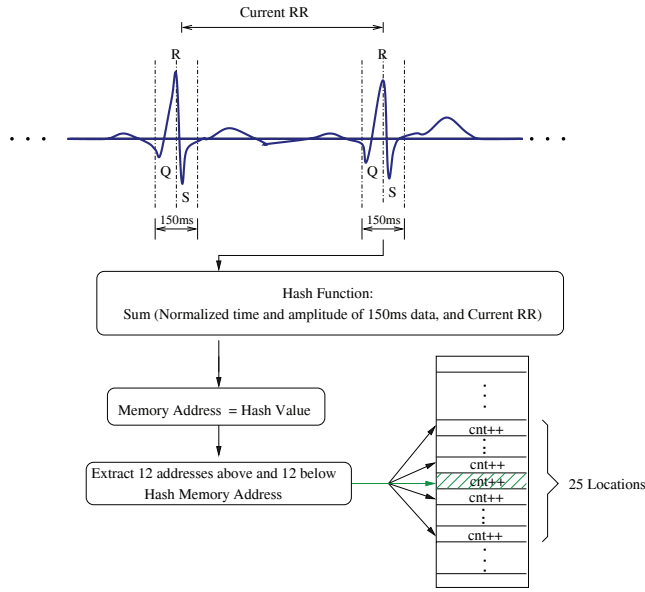 Current RR
R
R
. . .
. . .
Q
S
Q
S
150ms
150ms
Hash Function:
Sum (Normalized time and amplitude of 150ms data, and Current RR)
Memory Address = Hash Value
Extract 12 addresses above and 12 below
Hash Memory Address
cnt++
cnt++
cnt++
cnt++
cnt++
25 Locations